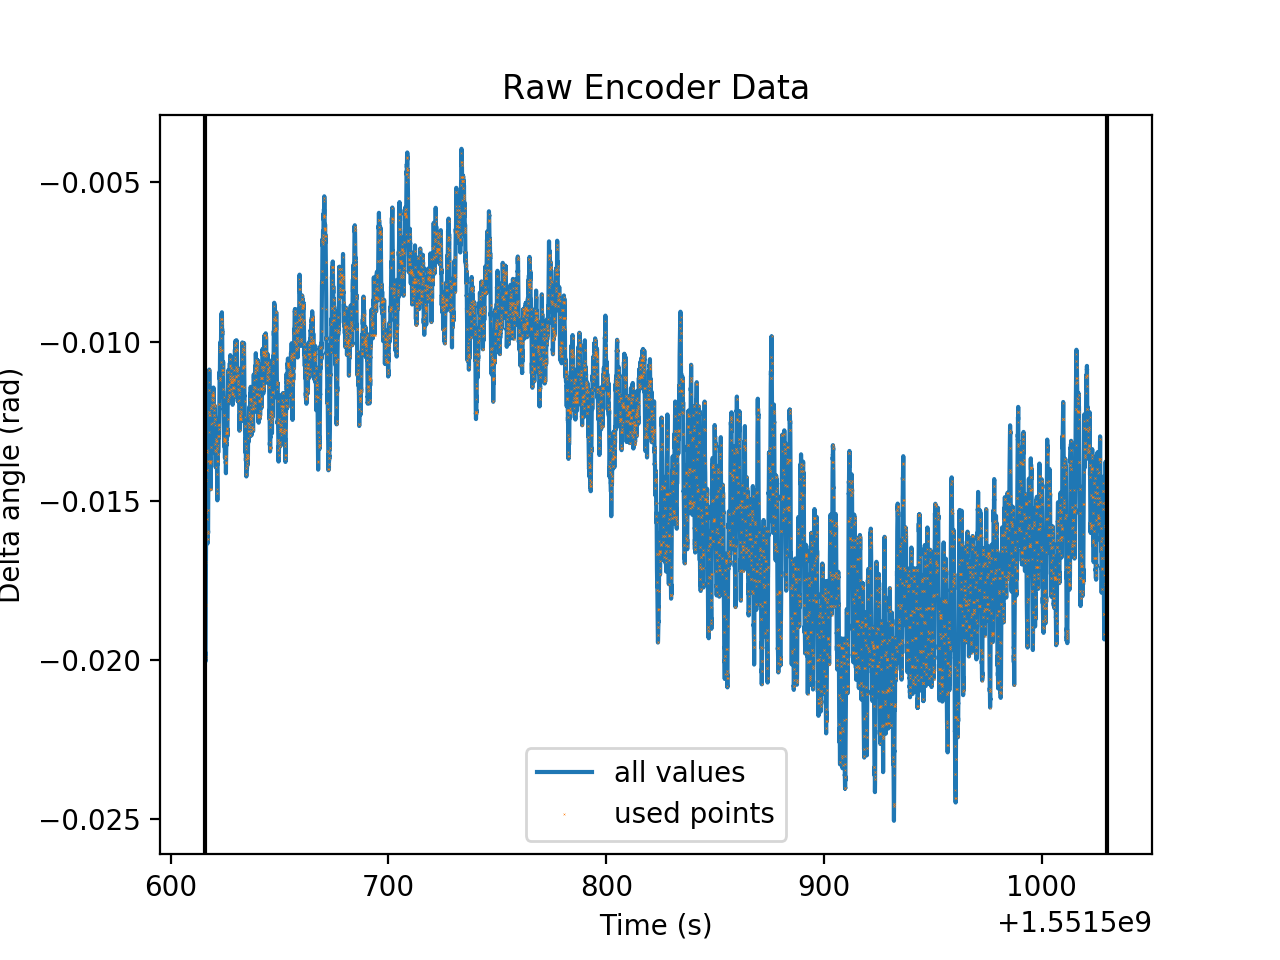 Raw Encoder Data
Delta angle (rad)
−0.005
−0.010
−0.015
−0.020
−0.025
all values
used points
600
700
800
900
1000
Time (s)
+1.5515e9